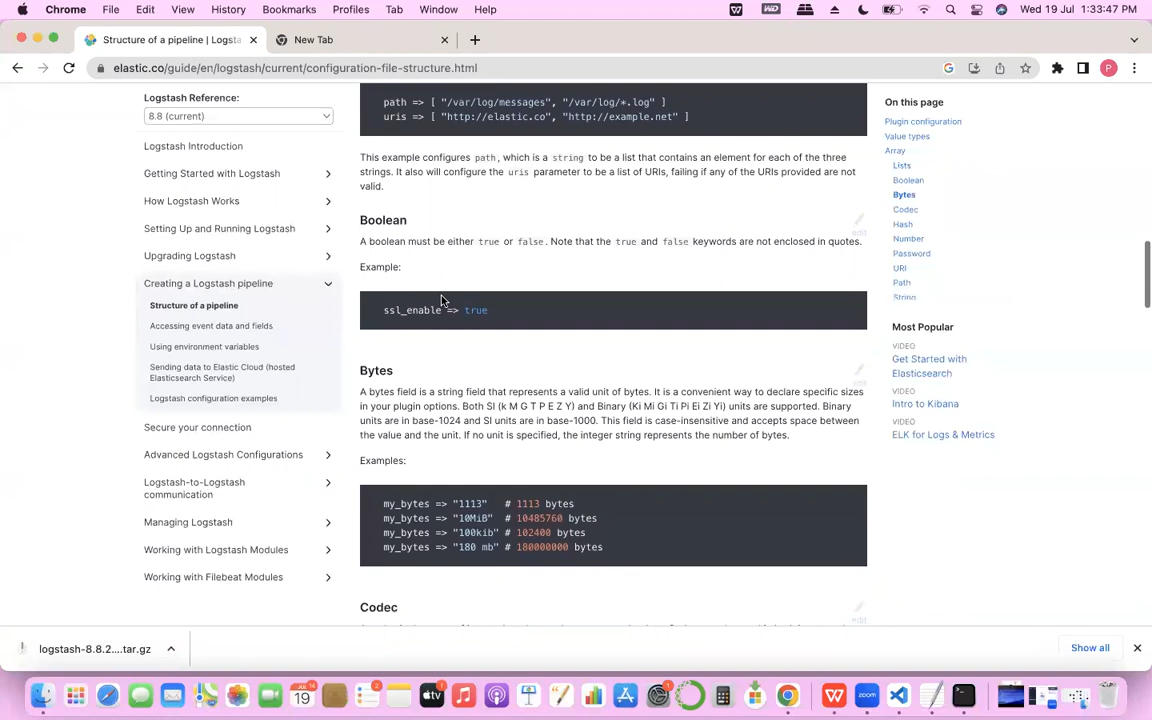 Chrome File Edit View History Bookmarks Profiles Tab Window Help Wed 19 Jul 1:33:47 PM
Structure of a pipeline | Logsta New Tab
elastic.co/guide/en/logstash/current/configuration-file-structure.html P
Logstash Reference:
8.8 (current)
Logstash Introduction
Getting Started with Logstash
How Logstash Works
Setting Up and Running Logstash
Upgrading Logstash
Creating a Logstash pipeline
Structure of a pipeline
Accessing event data and fields
Using environment variables
Sending data to Elastic Cloud (hosted
Elasticsearch Service)
Logstash configuration examples
Secure your connection
Advanced Logstash Configurations
Logstash-to-Logstash
communication
Managing Logstash
Working with Logstash Modules
Working with Filebeat Modules
path => [ "/var/log/messages", "/var/log/*.log" ]
uris => [ "http://elastic.co", "http://example.net" ]
This example configures path, which is a string to be a list that contains an element for each of the three
strings. It also will configure the uris parameter to be a list of URIs, failing if any of the URIs provided are not
valid.
Boolean
edit
A boolean must be either true or false. Note that the true and false keywords are not enclosed in quotes.
Example:
ssl_enable => true
Bytes
edit
A bytes field is a string field that represents a valid unit of bytes. It is a convenient way to declare specific sizes
in your plugin options. Both SI (k M G T P E Z Y) and Binary (Ki Mi Gi Ti Pi Ei Zi Yi) units are supported. Binary
units are in base-1024 and SI units are in base-1000. This field is case-insensitive and accepts space between
the value and the unit. If no unit is specified, the integer string represents the number of bytes.
Examples:
my_bytes => "1113" # 1113 bytes
my_bytes => "10MiB" # 10485760 bytes
my_bytes => "100kib" # 102400 bytes
my_bytes => "180 mb" # 180000000 bytes
Codec
edit
On this page
Plugin configuration
Value types
Array
Lists
Boolean
Bytes
Codec
Hash
Number
Password
URI
Path
String
Most Popular
VIDEO
Get Started with
Elasticsearch
VIDEO
Intro to Kibana
VIDEO
ELK for Logs & Metrics
logstash-8.8.2....tar.gz
Show all